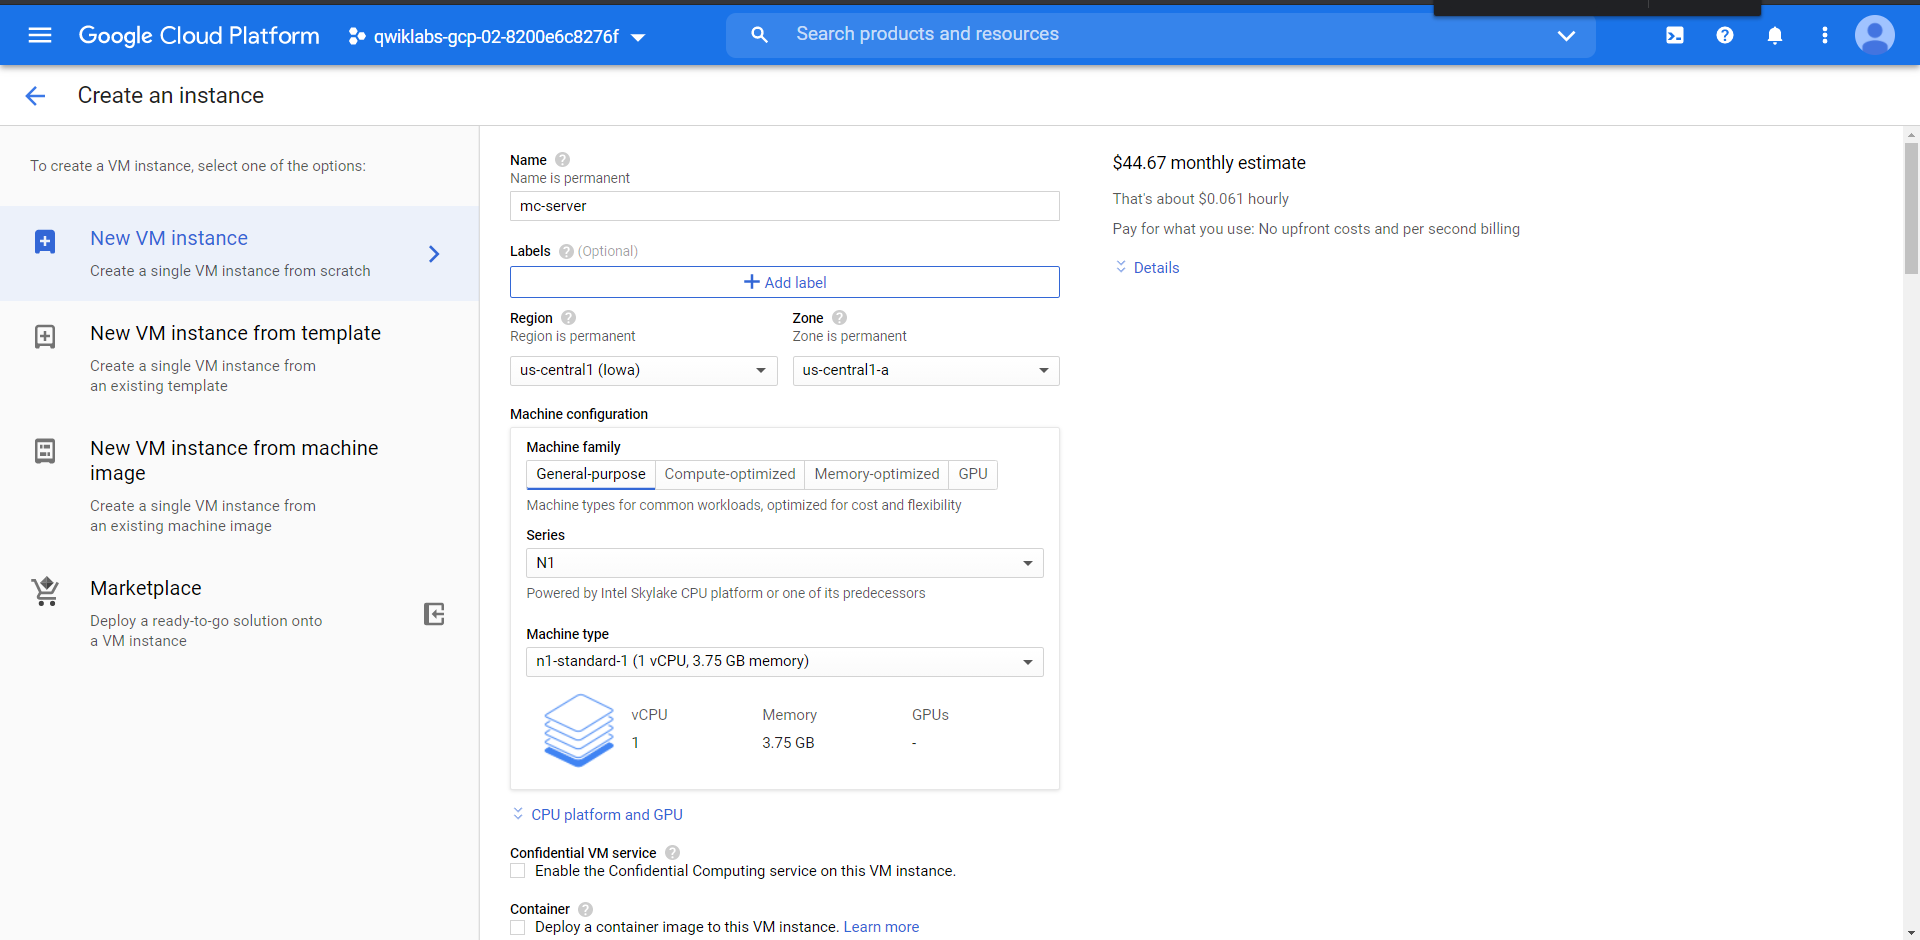 Google Cloud Platform
qwiklabs-gcp-02-8200e6c8276f
Search products and resources
Create an instance
To create a VM instance, select one of the options:
New VM instance
Create a single VM instance from scratch
New VM instance from template
Create a single VM instance from
an existing template
New VM instance from machine
image
Create a single VM instance from
an existing machine image
Marketplace
Deploy a ready-to-go solution onto
a VM instance
Name
Name is permanent
mc-server
Labels (Optional)
Add label
Region
Region is permanent
us-central1 (Iowa)
Zone
Zone is permanent
us-central1-a
Machine configuration
Machine family
General-purpose Compute-optimized Memory-optimized GPU
Machine types for common workloads, optimized for cost and flexibility
Series
N1
Powered by Intel Skylake CPU platform or one of its predecessors
Machine type
n1-standard-1 (1 vCPU, 3.75 GB memory)
vCPU Memory GPUs
1 3.75 GB -
CPU platform and GPU
Confidential VM service
Enable the Confidential Computing service on this VM instance.
Container
Deploy a container image to this VM instance. Learn more
$44.67 monthly estimate
That's about $0.061 hourly
Pay for what you use: No upfront costs and per second billing
Details